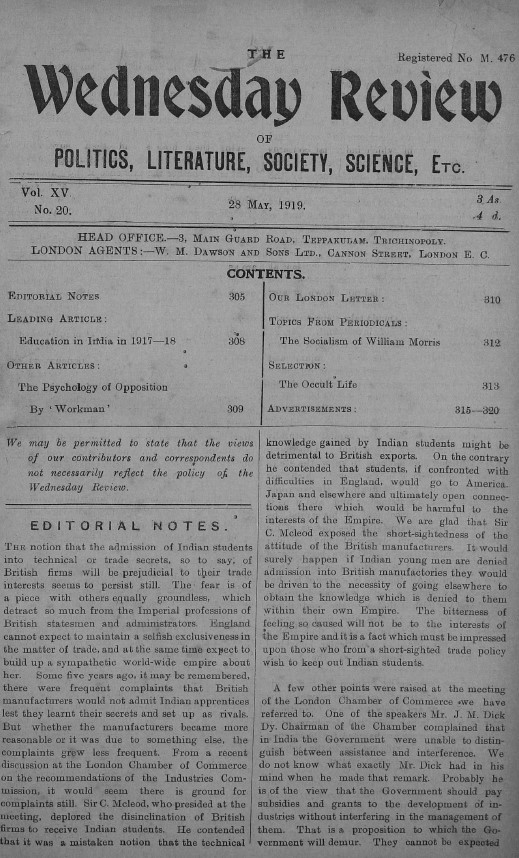 THE
Registered No M. 476
Wednesday Review
OF
POLITICS, LITERATURE, SOCIETY, SCIENCE, ETC.
Vol. XV
No. 20.
28 MAY, 1919.
3 As.
4 d.
HEAD OFFICE.—3, MAIN GUARD ROAD, TEPPAKULAM, TRICHINOPOLY.
LONDON AGENTS:—W. M. DAWSON AND SONS LTD., CANNON STREET, LONDON E. C.
CONTENTS.
EDITORIAL NOTES 305
LEADING ARTICLE:
Education in India in 1917—18 308
OTHER ARTICLES:
The Psychology of Opposition
By 'Workman' 309
OUR LONDON LETTER: 310
TOPICS FROM PERIODICALS:
The Socialism of William Morris 312
SELECTION:
The Occult Life 313
ADVERTISEMENTS: 315—320
We may be permitted to state that the views
of our contributors and correspondents do
not necessarily reflect the policy of the
Wednesday Review.
EDITORIAL NOTES.
THE notion that the admission of Indian students
into technical or trade secrets, so to say, of
British firms will be prejudicial to their trade
interests seems to persist still. The fear is of
a piece with others equally groundless, which
detract so much from the Imperial professions of
British statesmen and administrators. England
cannot expect to maintain a selfish exclusiveness in
the matter of trade, and at the same time expect to
build up a sympathetic world-wide empire about
her. Some five years ago, it may be remembered,
there were frequent complaints that British
manufacturers would not admit Indian apprentices
lest they learnt their secrets and set up as rivals.
But whether the manufacturers became more
reasonable or it was due to something else, the
complaints grew less frequent. From a recent
discussion at the London Chamber of Commerce
on the recommendations of the Industries Com-
mission, it would seem there is ground for
complaints still. Sir C. Mcleod, who presided at the
meeting, deplored the disinclination of British
firms to receive Indian students. He contended
that it was a mistaken notion that the technical
knowledge gained by Indian students might be
detrimental to British exports. On the contrary
he contended that students, if confronted with
difficulties in England, would go to America,
Japan and elsewhere and ultimately open connec-
tions there which would be harmful to the
interests of the Empire. We are glad that Sir
C. Mcleod exposed the short-sightedness of the
attitude of the British manufacturers. It would
surely happen if Indian young men are denied
admission into British manufactories they would
be driven to the necessity of going elsewhere to
obtain the knowledge which is denied to them
within their own Empire. The bitterness of
feeling so caused will not be to the interests of
the Empire and it is a fact which must be impressed
upon those who from a short-sighted trade policy
wish to keep out Indian students.
A few other points were raised at the meeting
of the London Chamber of Commerce we have
referred to. One of the speakers Mr. J. M. Dick
Dy. Chairman of the Chamber complained that
in India the Government were unable to distin-
guish between assistance and interference. We
do not know what exactly Mr. Dick had in his
mind when he made that remark. Probably he
is of the view that the Government should pay
subsidies and grants to the development of in-
dustries without interfering in the management of
them. That is a proposition to which the Go-
vernment will demur. They cannot be expected